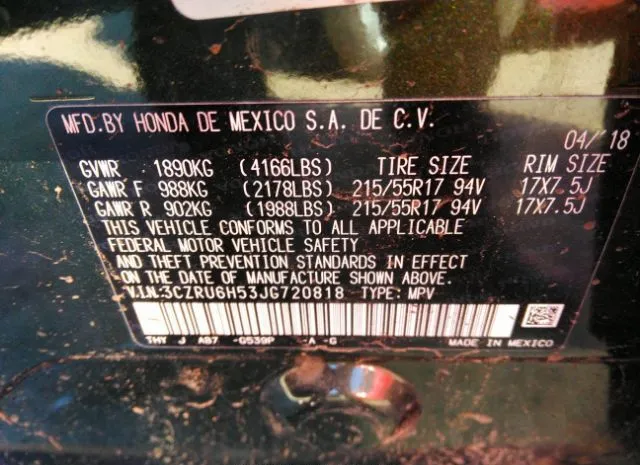 MFD.BY HONDA DE MEXICO S.A. DE C.V.
04/'18
GVWR 1890KG (4166LBS) TIRE SIZE RIM SIZE
GAWR F 988KG (2178LBS) 215/55R17 94V 17X7.5J
GAWR R 902KG (1988LBS) 215/55R17 94V 17X7.5J
THIS VEHICLE CONFORMS TO ALL APPLICABLE
FEDERAL MOTOR VEHICLE SAFETY
AND THEFT PREVENTION STANDARDS IN EFFECT
ON THE DATE OF MANUFACTURE SHOWN ABOVE.
V.I.N:3CZRU6H53JG720818 TYPE: MPV
THY J AB7 -G539P -A -G MADE IN MEXICO